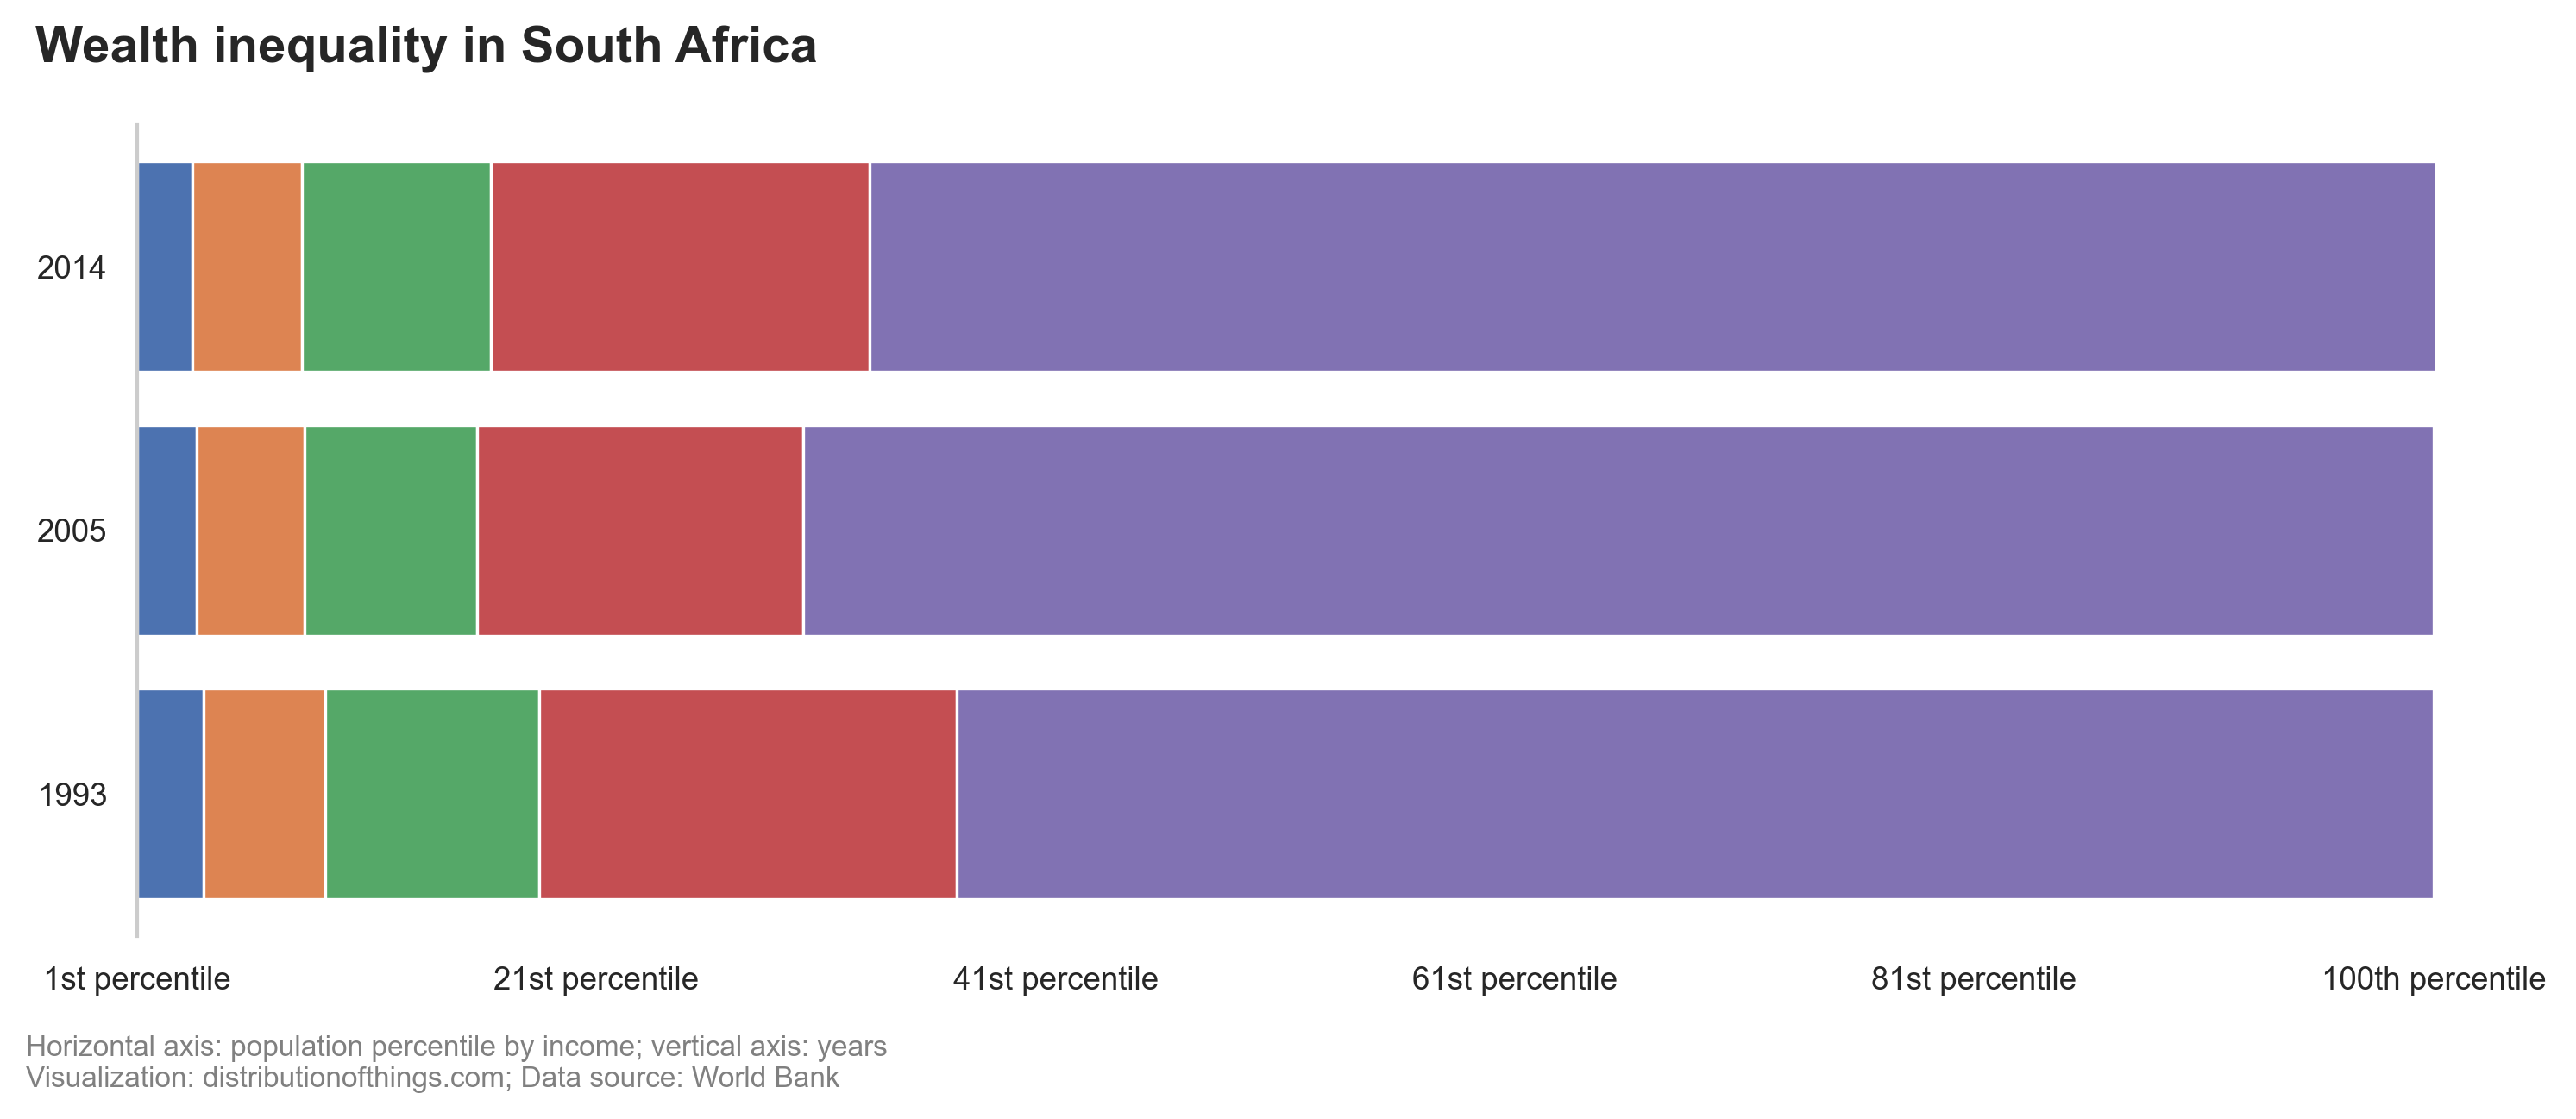 Wealth inequality in South Africa
2014
2005
1993
1st percentile 21st percentile 41st percentile 61st percentile 81st percentile 100th percentile
Horizontal axis: population percentile by income; vertical axis: years
Visualization: distributionofthings.com; Data source: World Bank